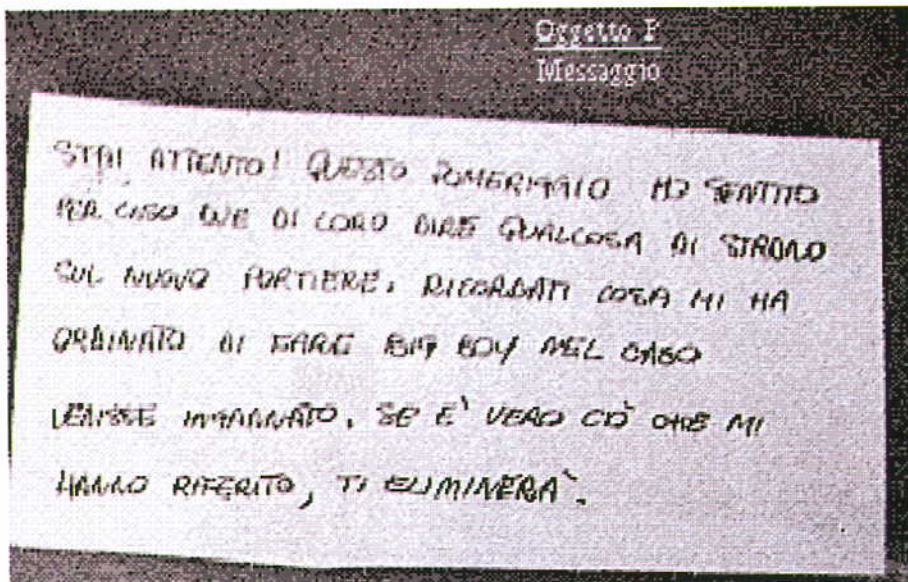 Oggetto F
Messaggio
STAI ATTENTO! QUESTO POMERIGGIO HO SENTITO
PER CASO DUE DI LORO DIRE QUALCOSA DI STRANO
SUL NUOVO PORTIERE. RICORDATI COSA MI HA
ORDINATO DI FARE BIG BOY NEL CASO
VENISSE INGANNATO. SE E' VERO CIÒ CHE MI
HANNO RIFERITO, TI ELIMINERA'.